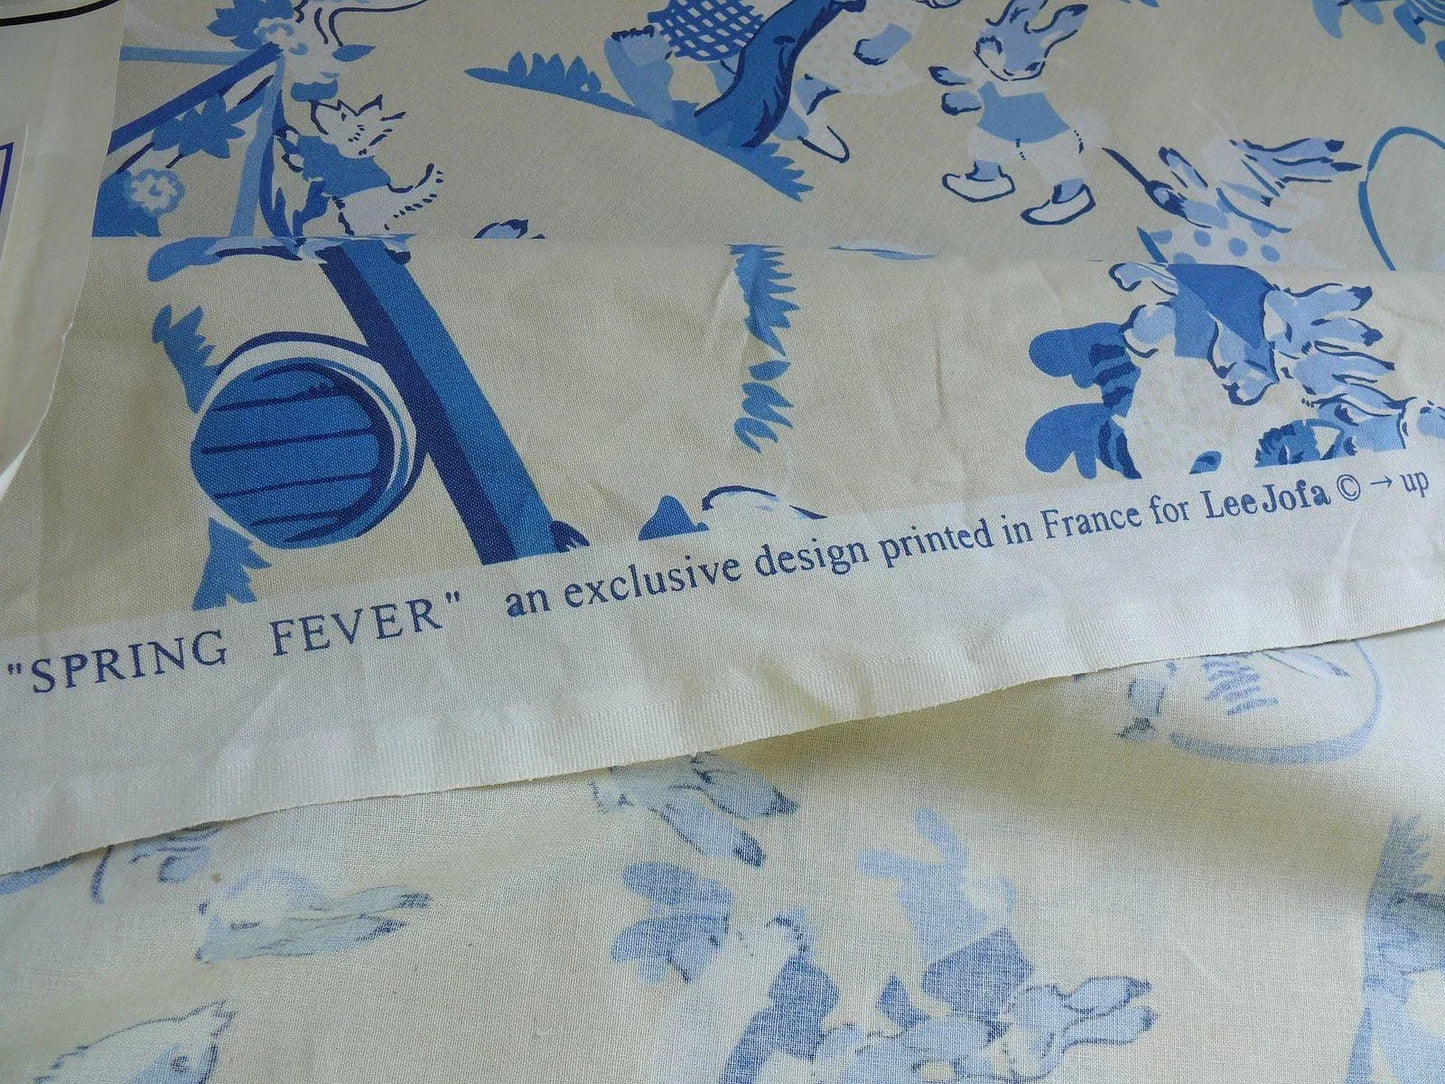 "SPRING FEVER" an exclusive design printed in France for Lee Jofa © → up